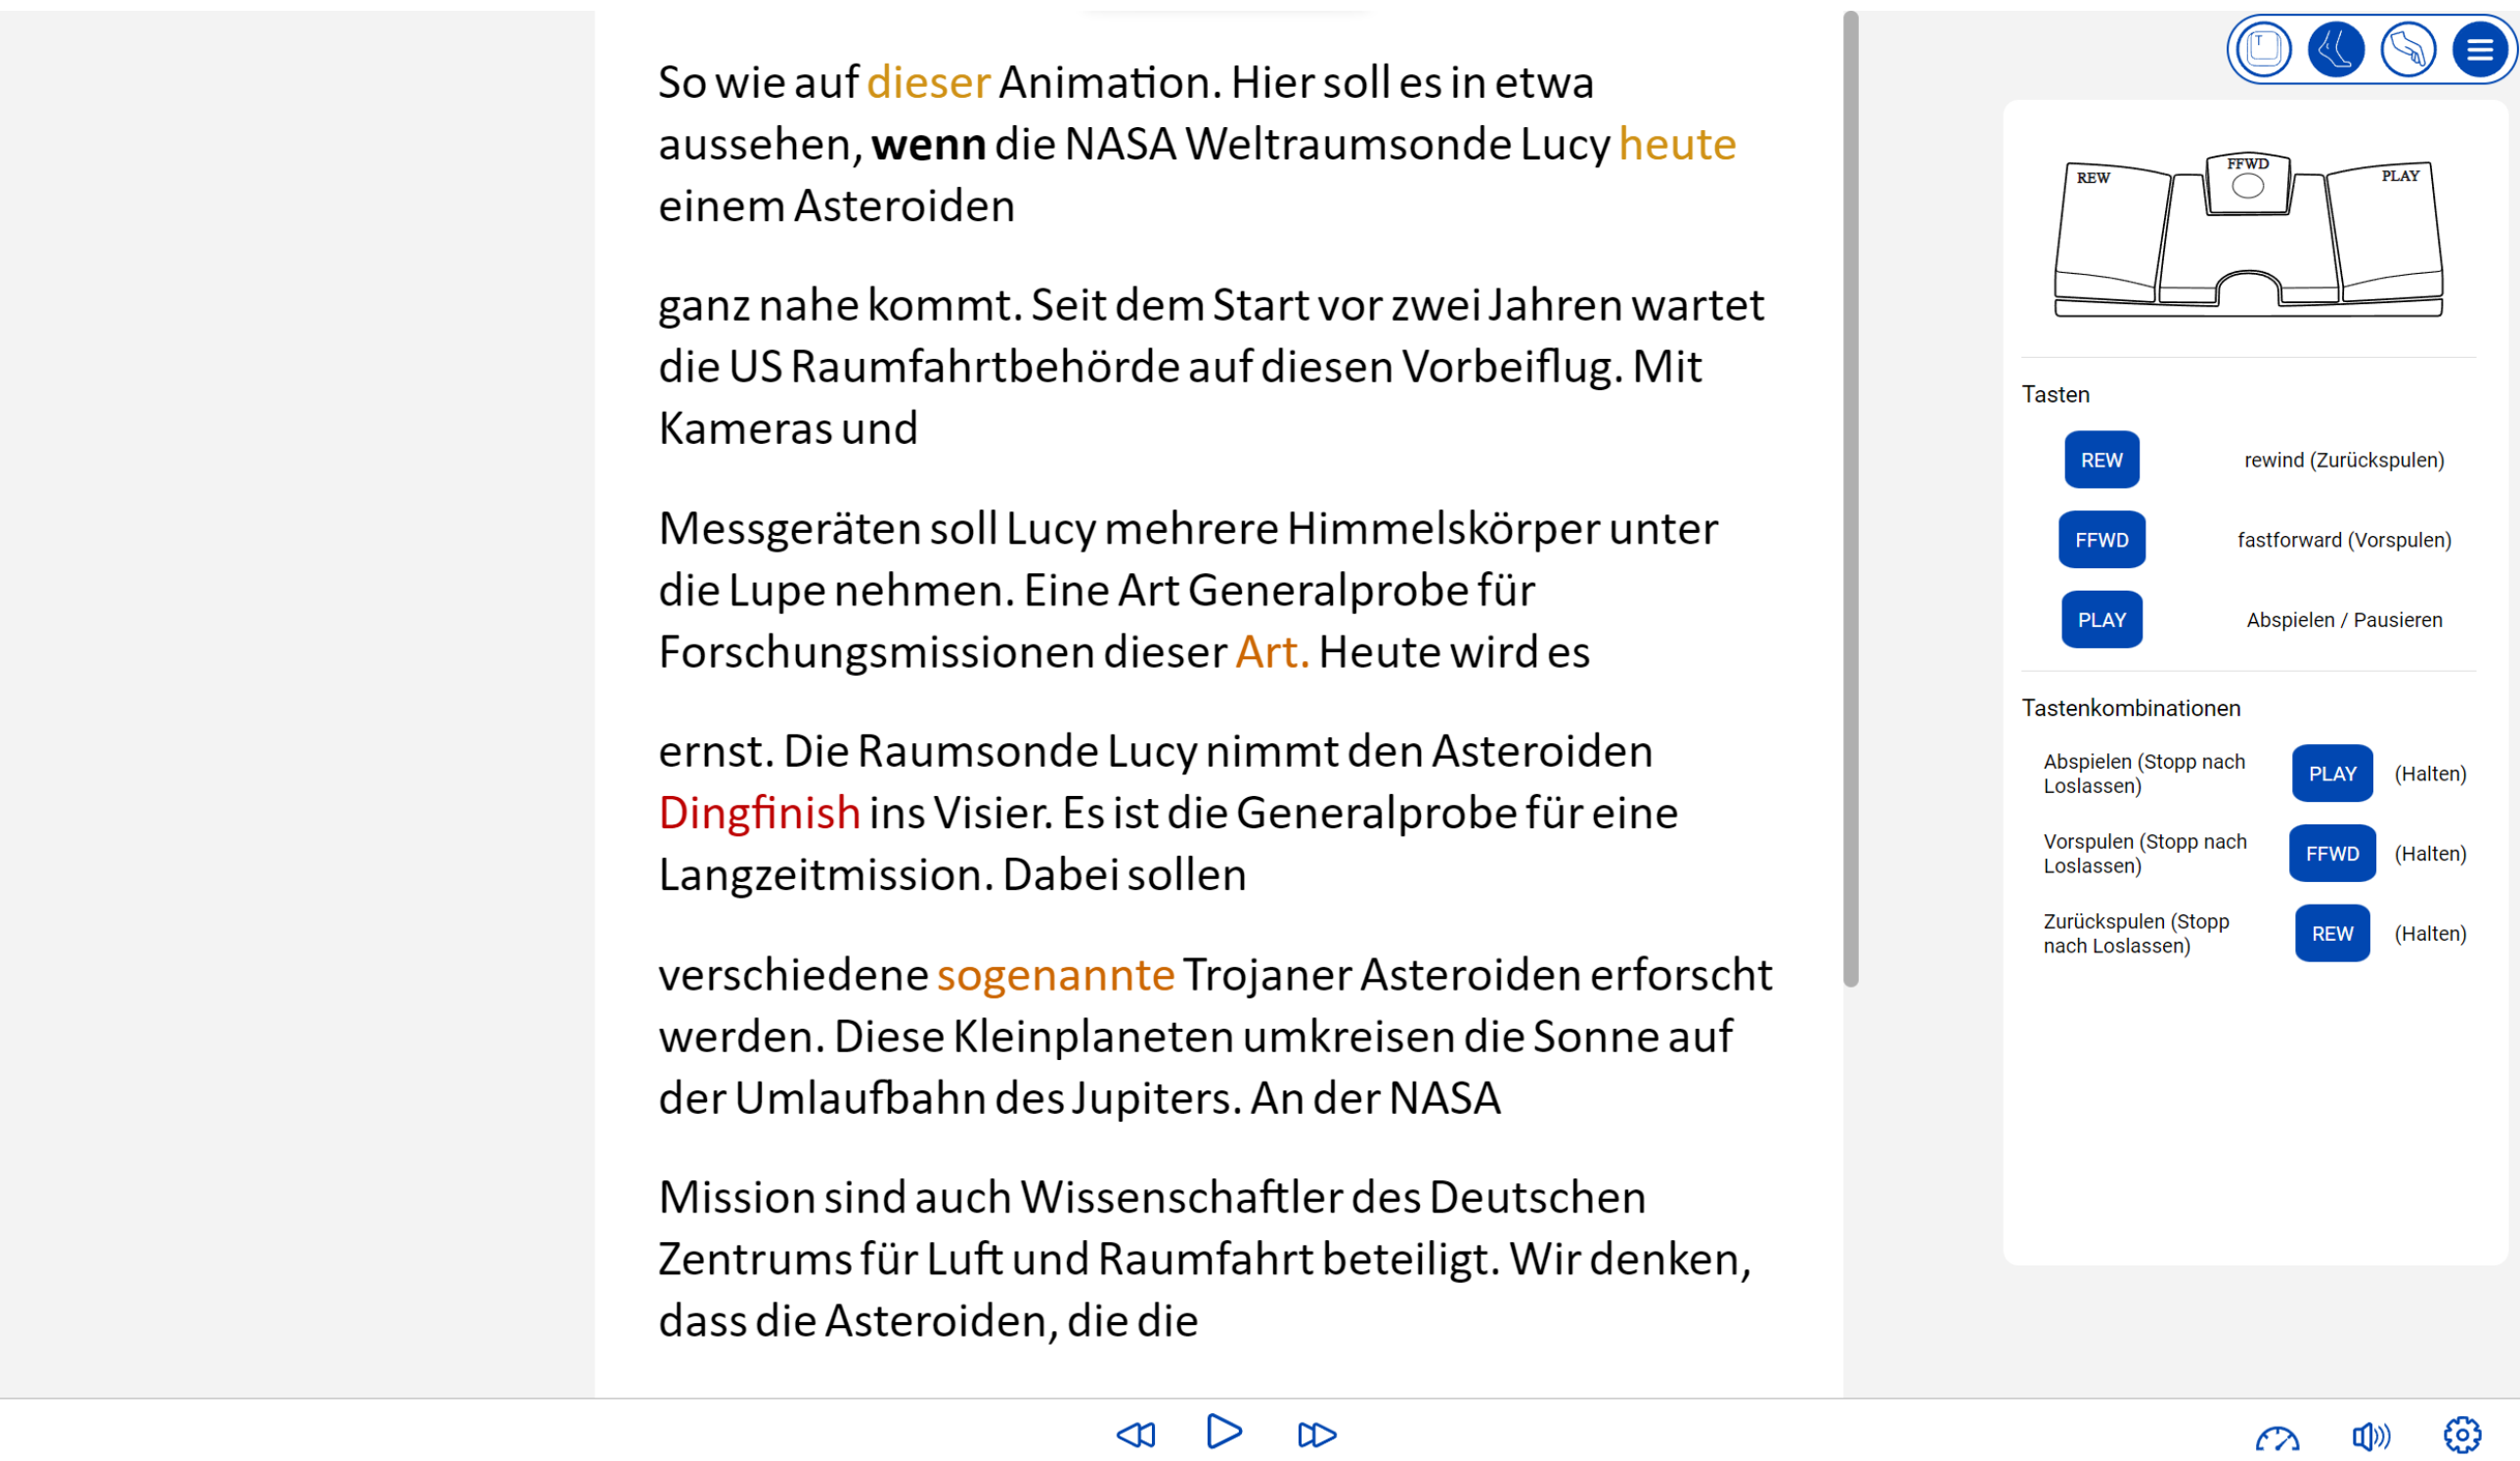 So wie auf dieser Animation. Hier soll es in etwa
aussehen, wenn die NASA Weltraumsonde Lucy heute
einem Asteroiden
ganz nahe kommt. Seit dem Start vor zwei Jahren wartet
die US Raumfahrtbehörde auf diesen Vorbeiflug. Mit
Kameras und
Messgeräten soll Lucy mehrere Himmelskörper unter
die Lupe nehmen. Eine Art Generalprobe für
Forschungsmissionen dieser Art. Heute wird es
ernst. Die Raumsonde Lucy nimmt den Asteroiden
Dingfinish ins Visier. Es ist die Generalprobe für eine
Langzeitmission. Dabei sollen
verschiedene sogenannte Trojaner Asteroiden erforscht
werden. Diese Kleinplaneten umkreisen die Sonne auf
der Umlaufbahn des Jupiters. An der NASA
Mission sind auch Wissenschaftler des Deutschen
Zentrums für Luft und Raumfahrt beteiligt. Wir denken,
dass die Asteroiden, die die
T
REW
FFWD
PLAY
Tasten
REW rewind (Zurückspulen)
FFWD fastforward (Vorspulen)
PLAY Abspielen / Pausieren
Tastenkombinationen
Abspielen (Stopp nach
Loslassen)
PLAY (Halten)
Vorspulen (Stopp nach
Loslassen)
FFWD (Halten)
Zurückspulen (Stopp
nach Loslassen)
REW (Halten)